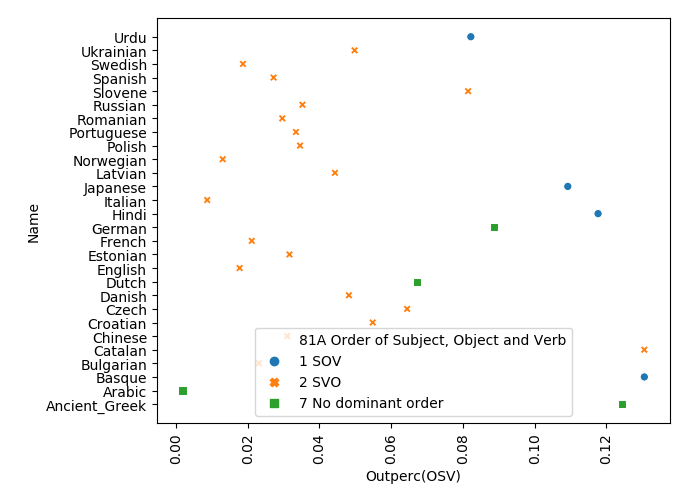 Urdu
Ukrainian
Swedish
Spanish
Slovene
Russian
Romanian
Portuguese
Polish
Norwegian
Latvian
Japanese
Italian
Hindi
German
French
Estonian
English
Dutch
Danish
Czech
Croatian
Chinese
Catalan
Bulgarian
Basque
Arabic
Ancient_Greek
Name
81A Order of Subject, Object and Verb
1 SOV
2 SVO
7 No dominant order
0.00
0.02
0.04
0.06
0.08
0.10
0.12
Outperc(OSV)